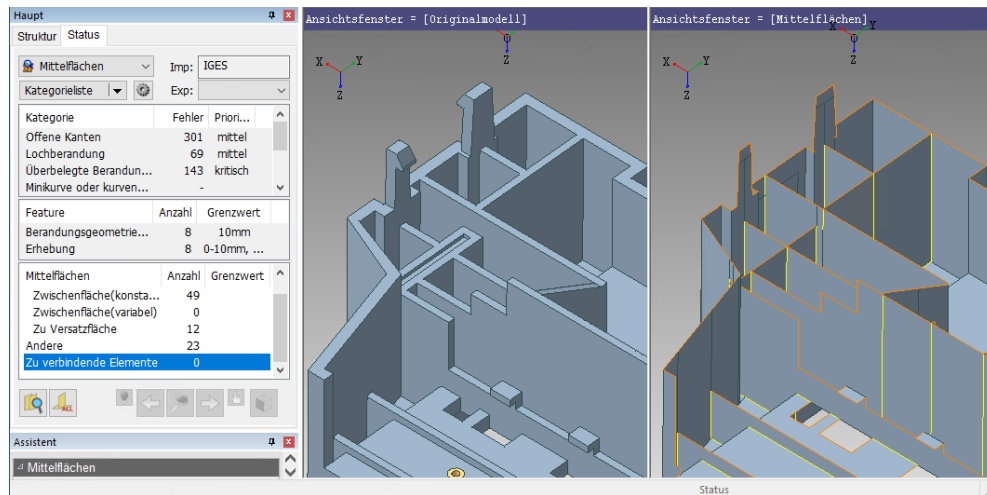 Haupt
Struktur Status
Mittelflächen Imp: IGES
Kategorieliste Exp:
Kategorie Fehler Priori...
Offene Kanten 301 mittel
Lochberandung 69 mittel
Überbelegte Berandun... 143 kritisch
Minikurve oder kurven... -
Feature Anzahl Grenzwert
Berandungsgeometrie... 8 10mm
Erhebung 8 0-10mm, ...
Mittelflächen Anzahl Grenzwert
Zwischenfläche(konsta... 49
Zwischenfläche(variabel) 0
Zu Versatzfläche 12
Andere 23
Zu verbindende Elemente 0
ALL
Assistent
Mittelflächen
Ansichtsfenster = [Originalmodell]
Z
X Y
Z
Ansichtsfenster = [Mittelflächen]
X Y
Z
X Y
Z
Status